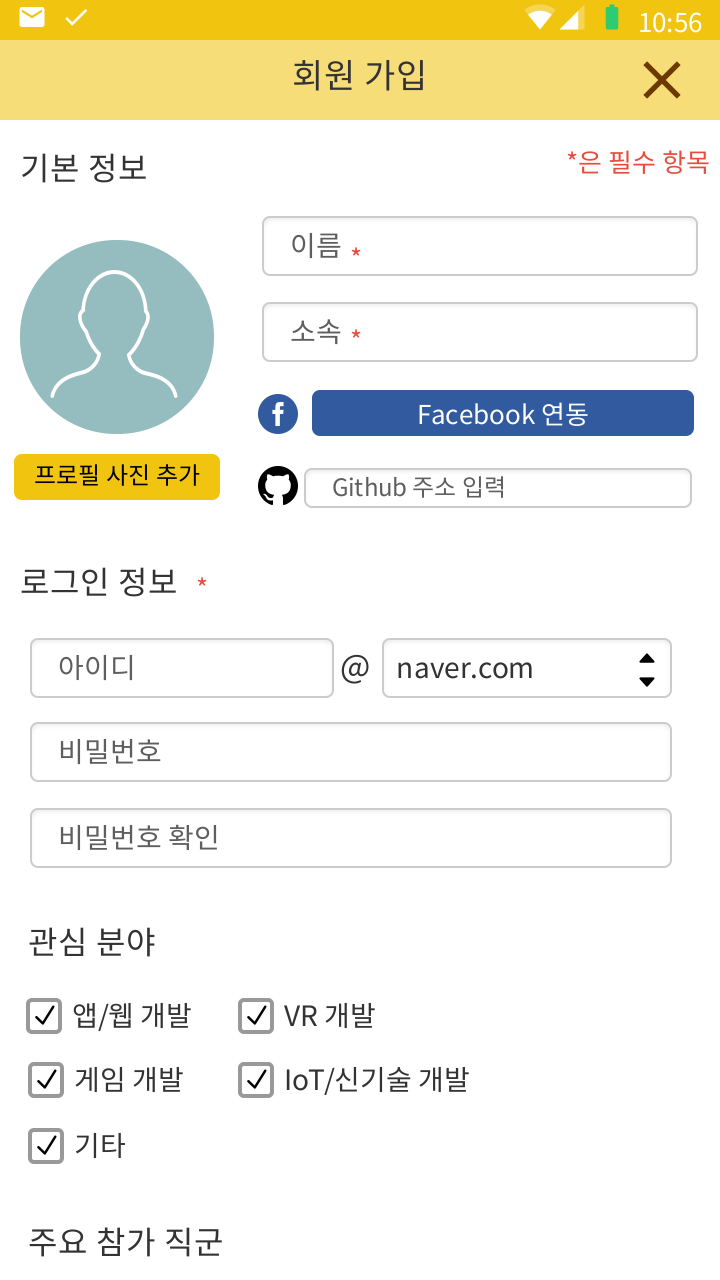 10:56
회원 가입
기본 정보
*은 필수 항목
이름 *
소속 *
Facebook 연동
프로필 사진 추가
Github 주소 입력
로그인 정보 *
아이디 @ naver.com
비밀번호
비밀번호 확인
관심 분야
앱/웹 개발 VR 개발
게임 개발 IoT/신기술 개발
기타
주요 참가 직군